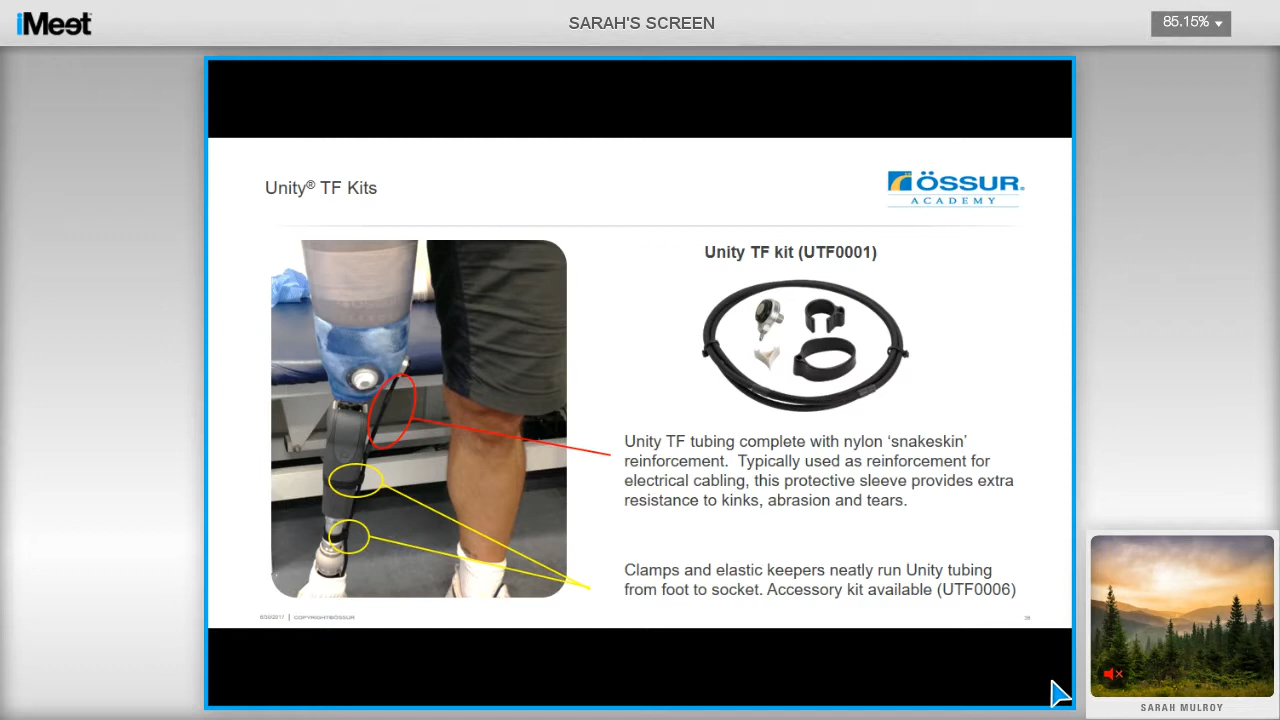 iMeet
SARAH'S SCREEN
85.15%
Unity® TF Kits
ÖSSUR®
ACADEMY
Unity TF kit (UTF0001)
Unity TF tubing complete with nylon ‘snakeskin’
reinforcement. Typically used as reinforcement for
electrical cabling, this protective sleeve provides extra
resistance to kinks, abrasion and tears.
Clamps and elastic keepers neatly run Unity tubing
from foot to socket. Accessory kit available (UTF0006)
COPYRIGHT©ÖSSUR
SARAH MULROY